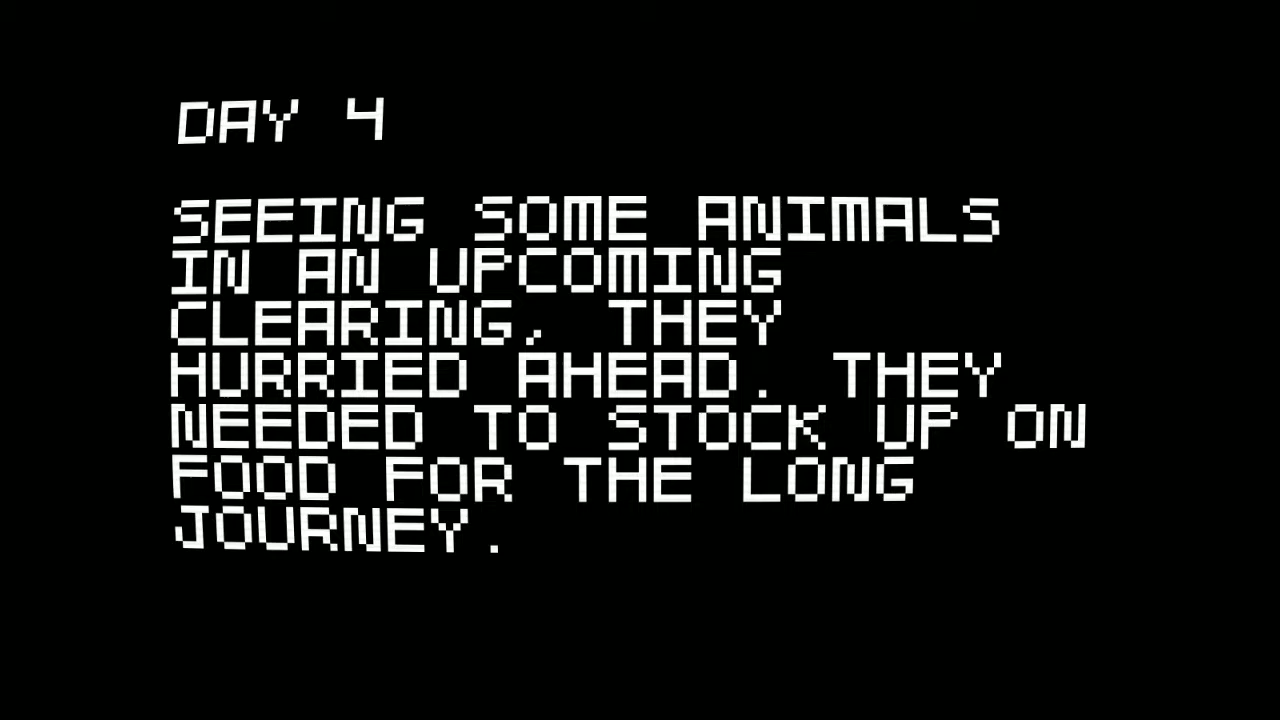 DAY 4
SEEING SOME ANIMALS
IN AN UPCOMING
CLEARING, THEY
HURRIED AHEAD. THEY
NEEDED TO STOCK UP ON
FOOD FOR THE LONG
JOURNEY.